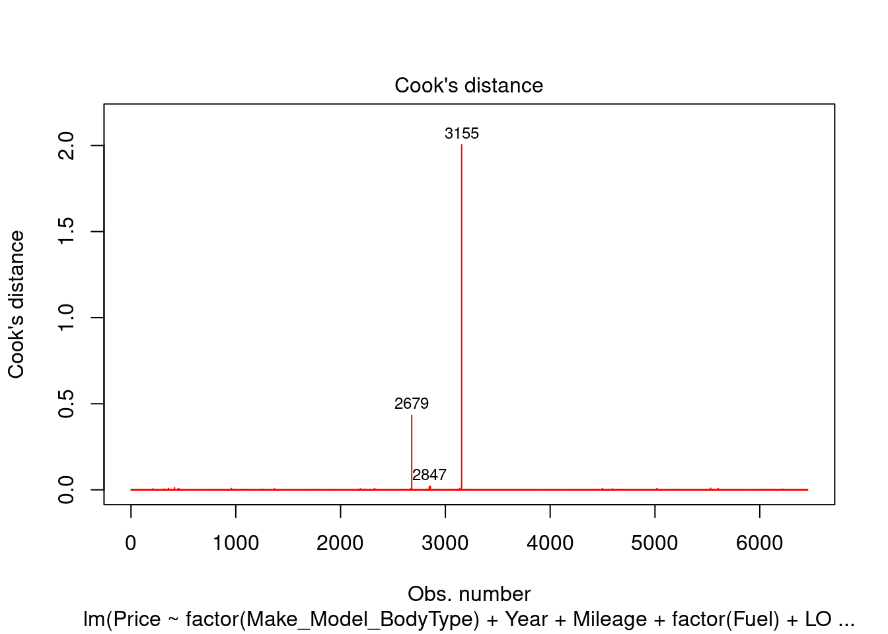 Cook's distance
3155
2679
2847
Cook's distance
0.0 0.5 1.0 1.5 2.0
0 1000 2000 3000 4000 5000 6000
Obs. number
lm(Price ~ factor(Make_Model_BodyType) + Year + Mileage + factor(Fuel) + LO ...